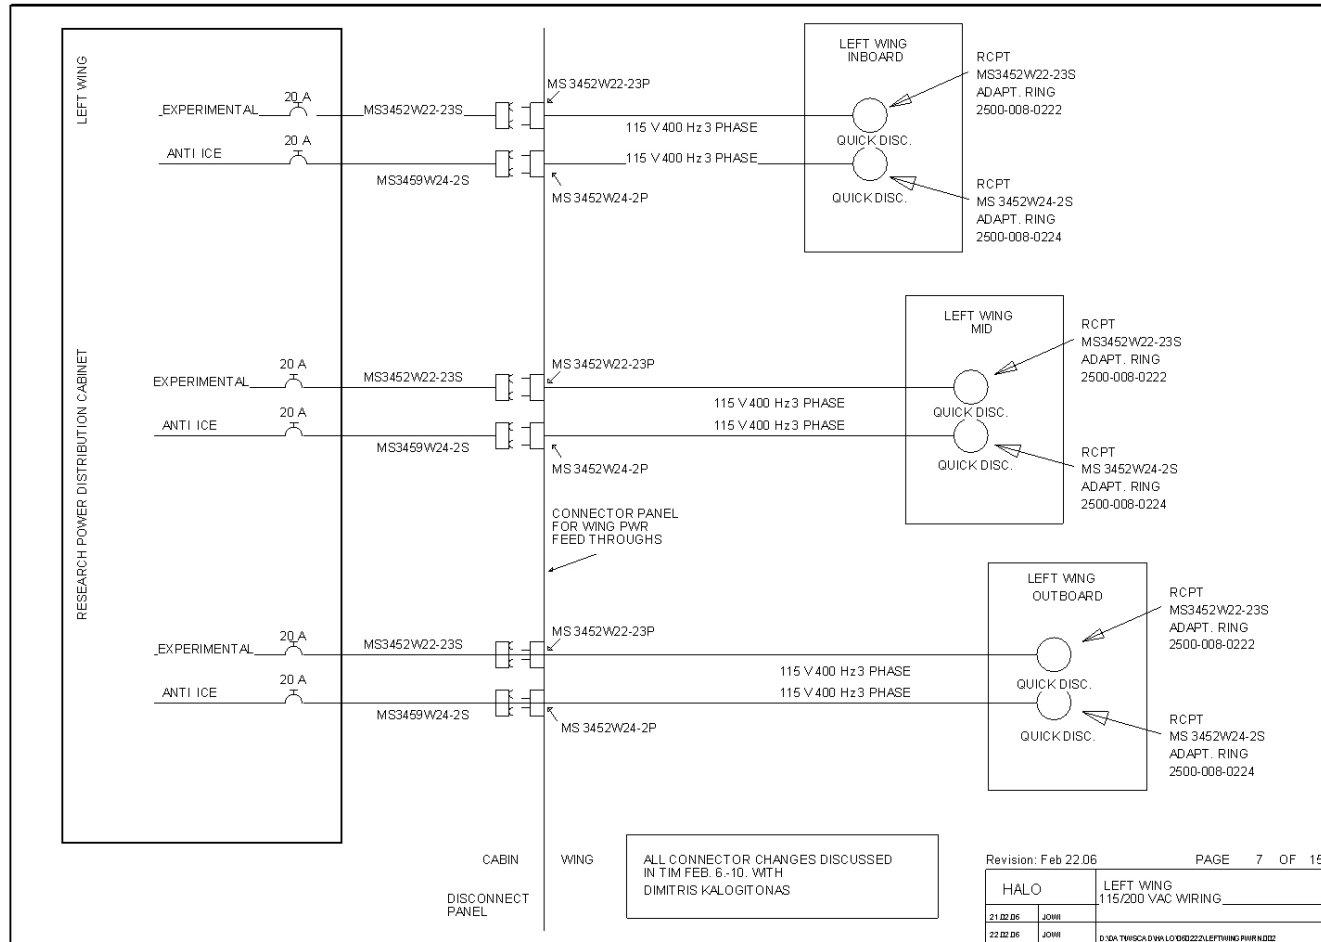 LEFT WING
RESEARCH POWER DISTRIBUTION CABINET
EXPERIMENTAL
20 A
MS3452W22-23S
MS 3452W22-23P
115 V 400 Hz 3 PHASE
ANTI ICE
20 A
MS3459W24-2S
MS 3452W24-2P
115 V 400 Hz 3 PHASE
LEFT WING
INBOARD
QUICK DISC.
QUICK DISC.
RCPT
MS3452W22-23S
ADAPT. RING
2500-008-0222
RCPT
MS 3452W24-2S
ADAPT. RING
2500-008-0224
EXPERIMENTAL
20 A
MS3452W22-23S
MS 3452W22-23P
115 V 400 Hz 3 PHASE
ANTI ICE
20 A
MS3459W24-2S
MS 3452W24-2P
115 V 400 Hz 3 PHASE
LEFT WING
MID
QUICK DISC.
QUICK DISC.
RCPT
MS3452W22-23S
ADAPT. RING
2500-008-0222
RCPT
MS 3452W24-2S
ADAPT. RING
2500-008-0224
CONNECTOR PANEL
FOR WING PWR
FEED THROUGHS
EXPERIMENTAL
20 A
MS3452W22-23S
MS 3452W22-23P
115 V 400 Hz 3 PHASE
ANTI ICE
20 A
MS3459W24-2S
MS 3452W24-2P
115 V 400 Hz 3 PHASE
LEFT WING
OUTBOARD
QUICK DISC.
QUICK DISC.
RCPT
MS3452W22-23S
ADAPT. RING
2500-008-0222
RCPT
MS 3452W24-2S
ADAPT. RING
2500-008-0224
CABIN
WING
DISCONNECT
PANEL
ALL CONNECTOR CHANGES DISCUSSED
IN TIM FEB. 6.-10. WITH
DIMITRIS KALOGITONAS
Revision: Feb 22.06
PAGE 7 OF 15
HALO
LEFT WING
115/200 VAC WIRING
21.02.06 JOWI
22.02.06 JOWI